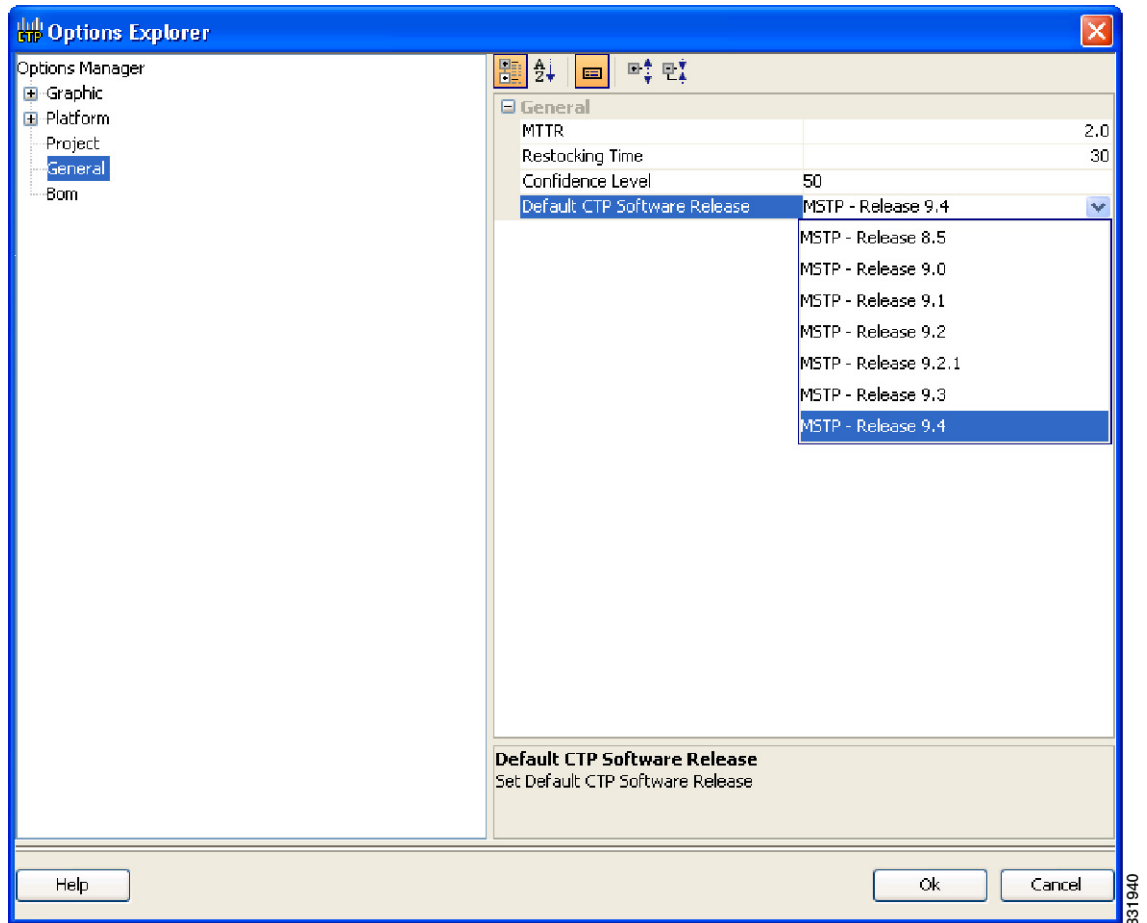 CTP Options Explorer
Options Manager
Graphic
Platform
Project
General
Bom
A
Z
General
MTTR 2.0
Restocking Time 30
Confidence Level 50
Default CTP Software Release MSTP - Release 9.4
MSTP - Release 8.5
MSTP - Release 9.0
MSTP - Release 9.1
MSTP - Release 9.2
MSTP - Release 9.2.1
MSTP - Release 9.3
MSTP - Release 9.4
Default CTP Software Release
Set Default CTP Software Release
Help Ok Cancel
331940